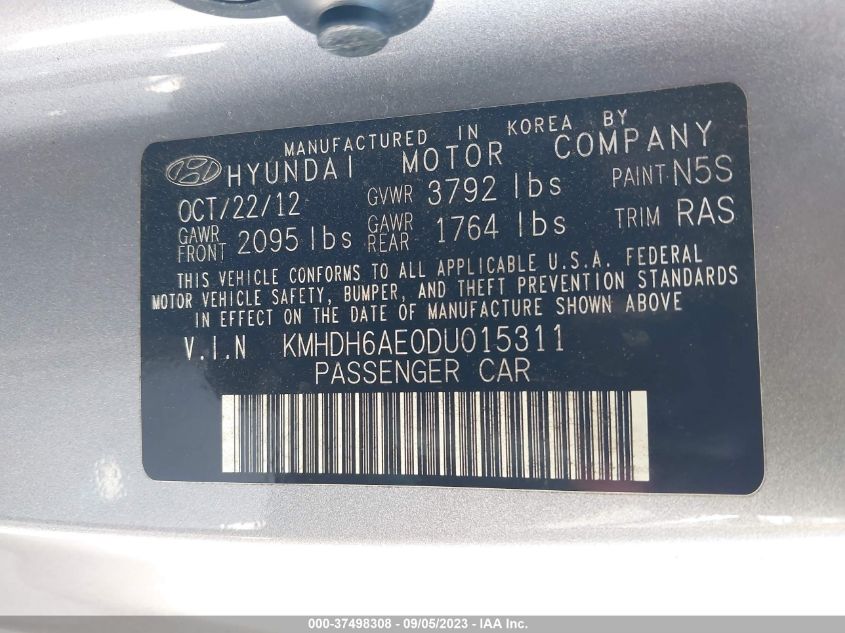 MANUFACTURED IN KOREA BY
HYUNDAI MOTOR COMPANY
OCT/22/12 GVWR 3792 lbs PAINT N5S
GAWR FRONT 2095 lbs GAWR REAR 1764 lbs TRIM RAS
THIS VEHICLE CONFORMS TO ALL APPLICABLE U.S.A. FEDERAL
MOTOR VEHICLE SAFETY, BUMPER, AND THEFT PREVENTION STANDARDS
IN EFFECT ON THE DATE OF MANUFACTURE SHOWN ABOVE
V.I.N KMHDH6AE0DU015311
PASSENGER CAR
000-37498308 - 09/05/2023 - IAA Inc.